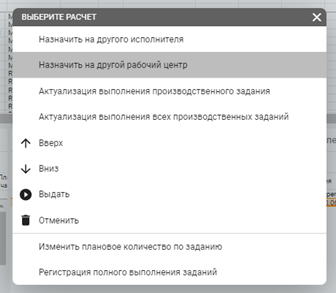 ВЫБЕРИТЕ РАСЧЕТ
Назначить на другого исполнителя
Назначить на другой рабочий центр
Актуализация выполнения производственного задания
Актуализация выполнения всех производственных заданий
Вверх
Вниз
Выдать
Отменить
Изменить плановое количество по заданию
Регистрация полного выполнения заданий